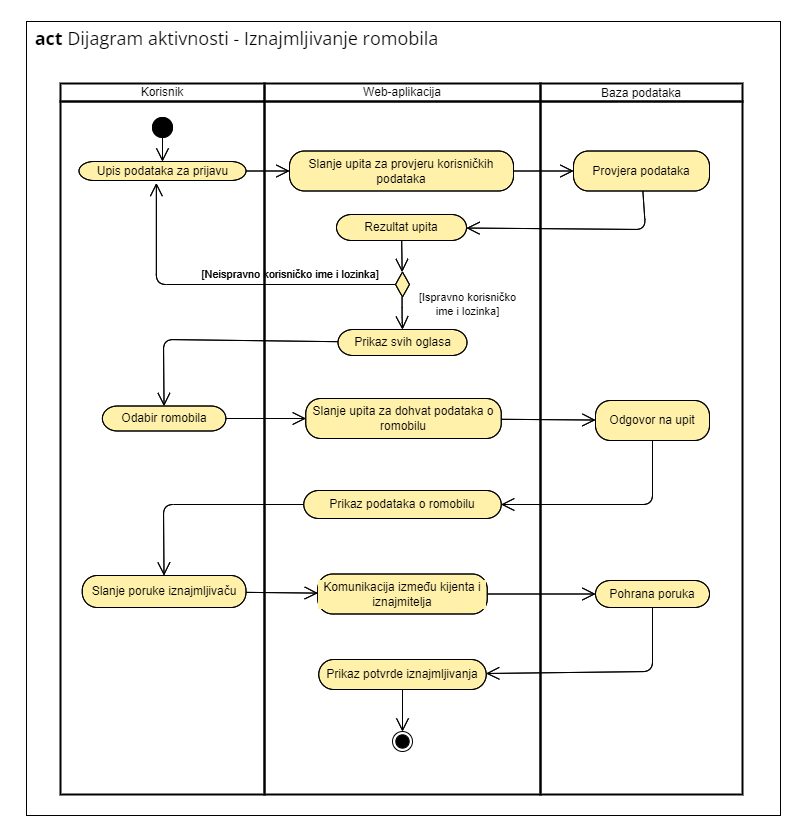 act Dijagram aktivnosti - Iznajmljivanje romobila
Korisnik
Web-aplikacija
Baza podataka
Upis podataka za prijavu
Slanje upita za provjeru korisničkih
podataka
Provjera podataka
Rezultat upita
[Neispravno korisničko ime i lozinka]
[Ispravno korisničko
ime i lozinka]
Prikaz svih oglasa
Odabir romobila
Slanje upita za dohvat podataka o
romobilu
Odgovor na upit
Prikaz podataka o romobilu
Slanje poruke iznajmljivaču
Komunikacija između kijenta i
iznajmitelja
Pohrana poruka
Prikaz potvrde iznajmljivanja